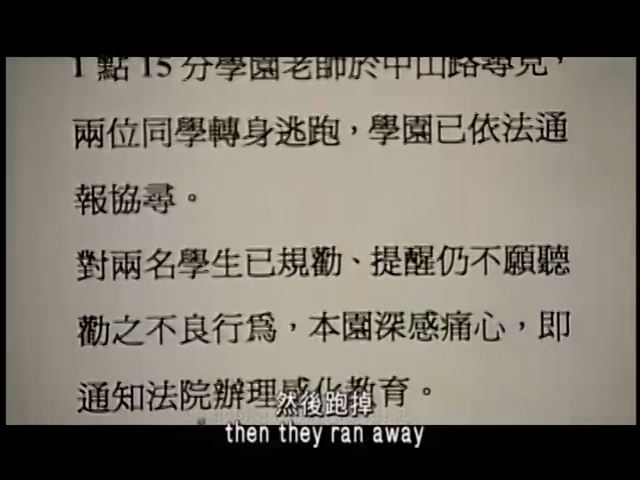 1 點 15 分學園老師於中山路尋見，
兩位同學轉身逃跑，學園已依法通
報協尋。
對兩名學生已規勸、提醒仍不願聽
勸之不良行為，本園深感痛心，即
通知法院辦理感化教育。
然後跑掉
then they ran away